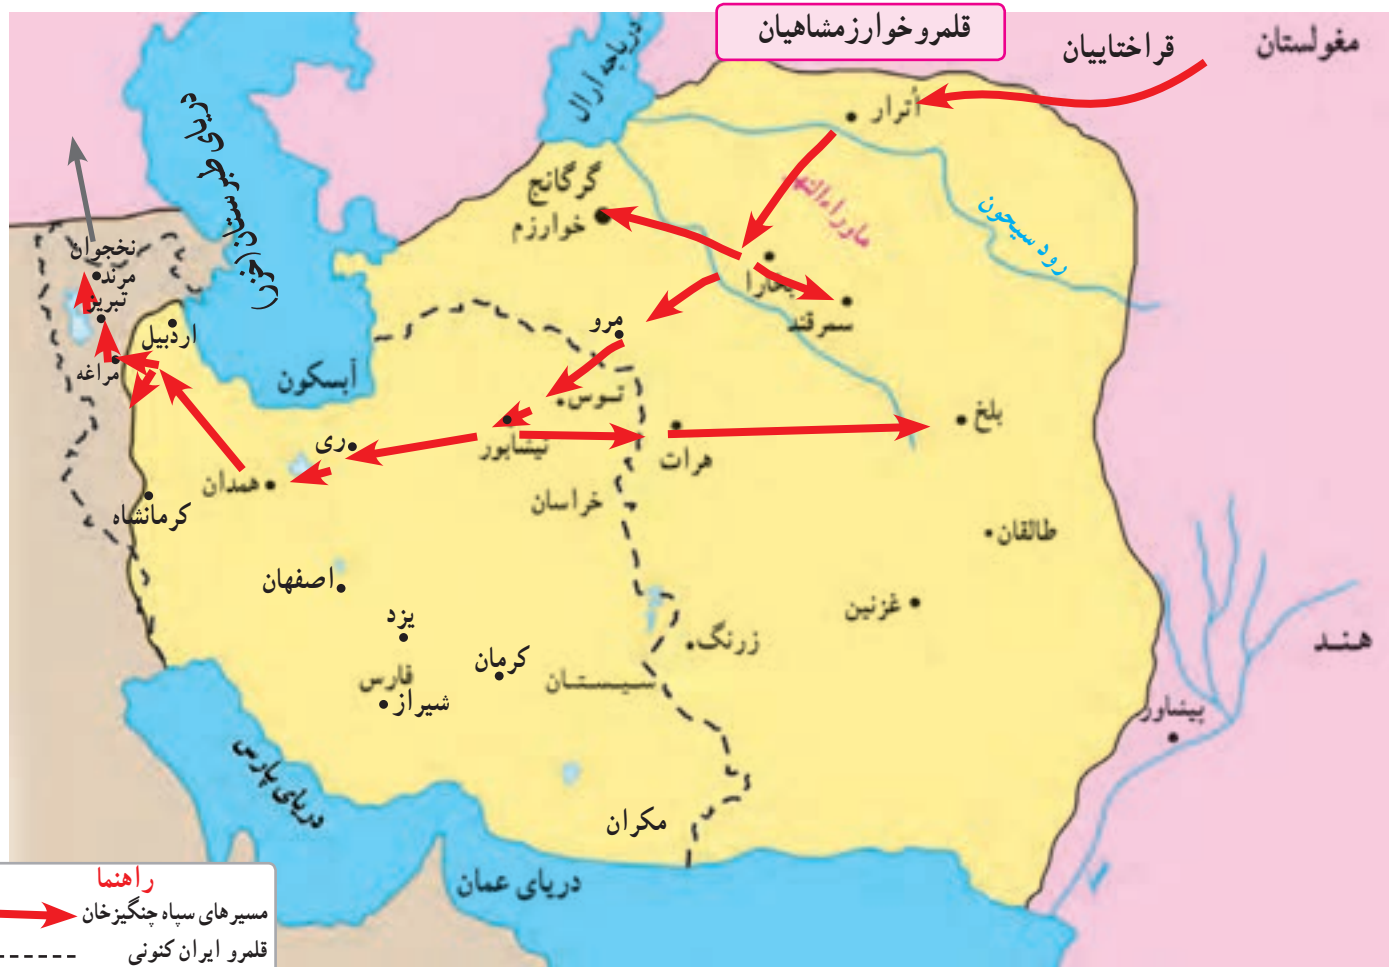 قلمرو خوارزمشاهیان
مغولستان
قراختاییان
دریاچه آرال
اُترار
دریای طبرستان (خزر)
گرگانج
خوارزم
ماوراءالنهر
رود سیحون
نخجوان
مرند
تبریز
اردبیل
مراغه
بخارا
سمرقند
مرو
آبسکون
توس
نیشابور
بلخ
هرات
ری
همدان
خراسان
کرمانشاه
طالقان
اصفهان
غزنین
یزد
زرنگ
هند
کرمان
سیستان
فارس
شیراز
پیشاور
دریای پارس
مکران
دریای عمان
راهنما
مسیرهای سپاه چنگیزخان
قلمرو ایران کنونی